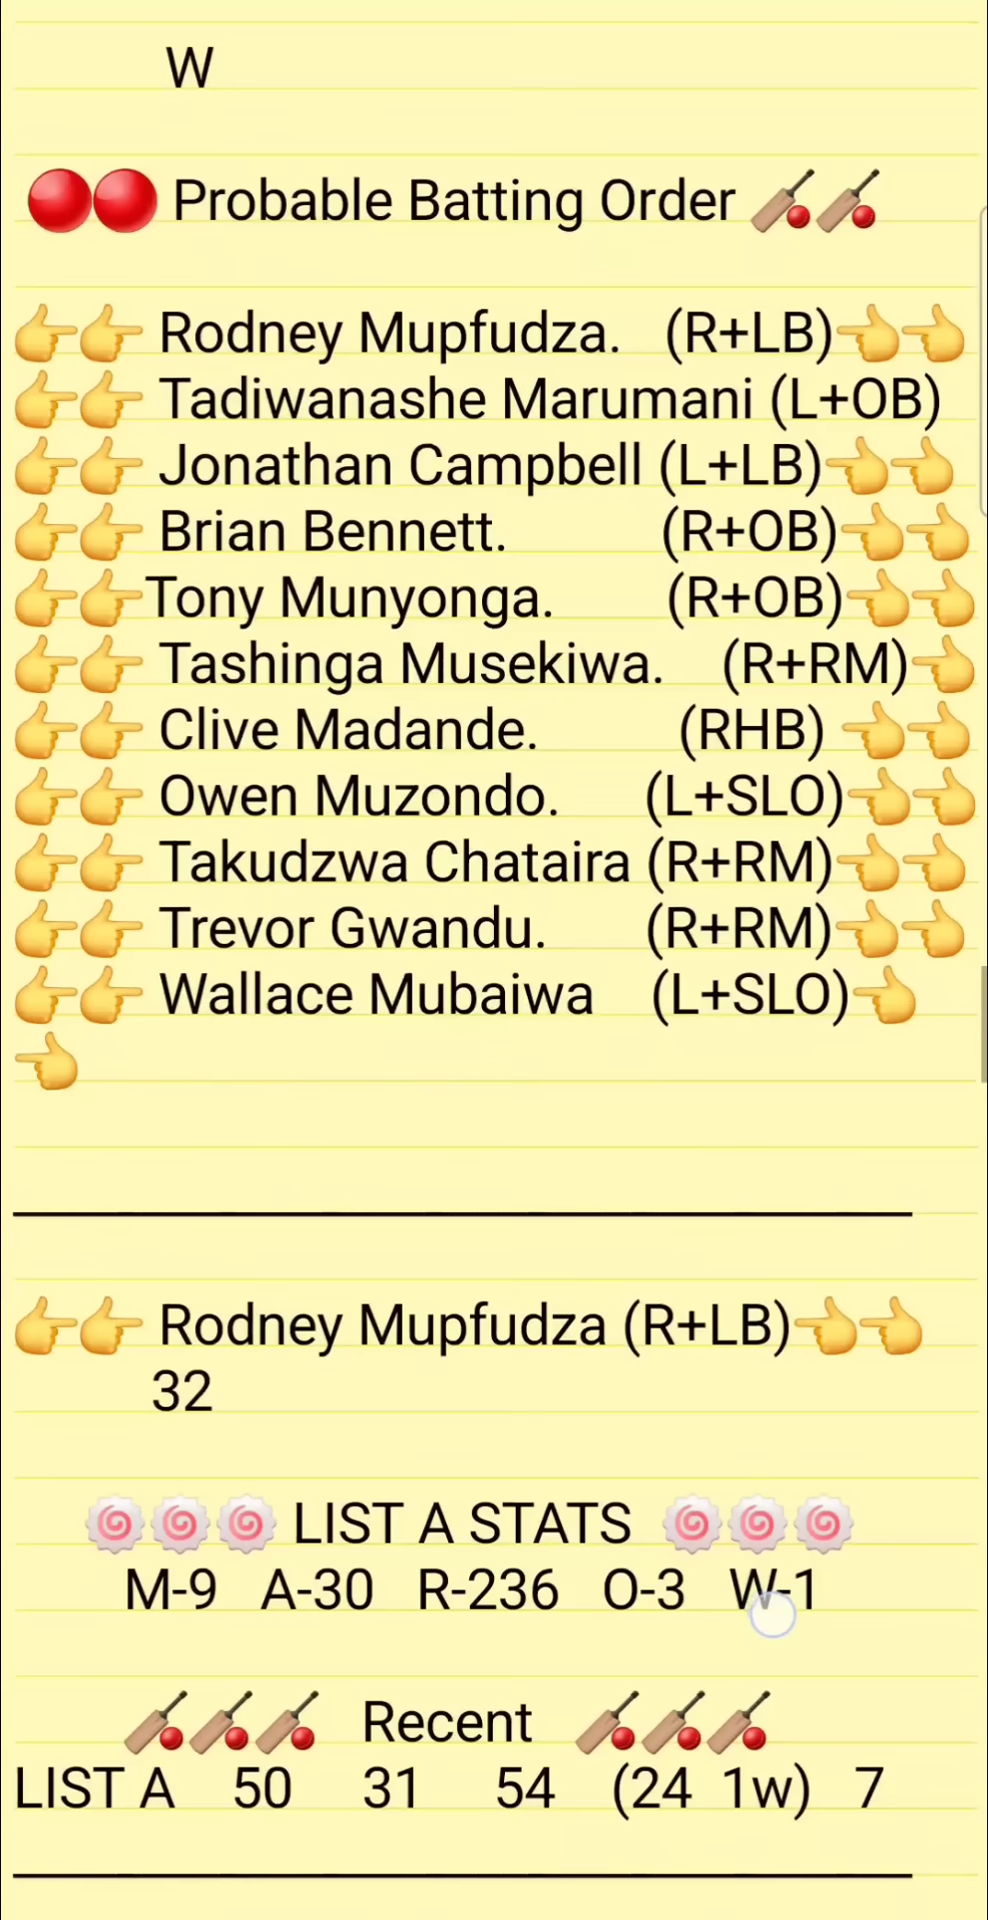 W
Probable Batting Order
Rodney Mupfudza. (R+LB)
Tadiwanashe Marumani (L+OB)
Jonathan Campbell (L+LB)
Brian Bennett. (R+OB)
Tony Munyonga. (R+OB)
Tashinga Musekiwa. (R+RM)
Clive Madande. (RHB)
Owen Muzondo. (L+SLO)
Takudzwa Chataira (R+RM)
Trevor Gwandu. (R+RM)
Wallace Mubaiwa (L+SLO)
Rodney Mupfudza (R+LB)
32
LIST A STATS
M-9 A-30 R-236 O-3 W-1
Recent
LIST A 50 31 54 (24 1w) 7